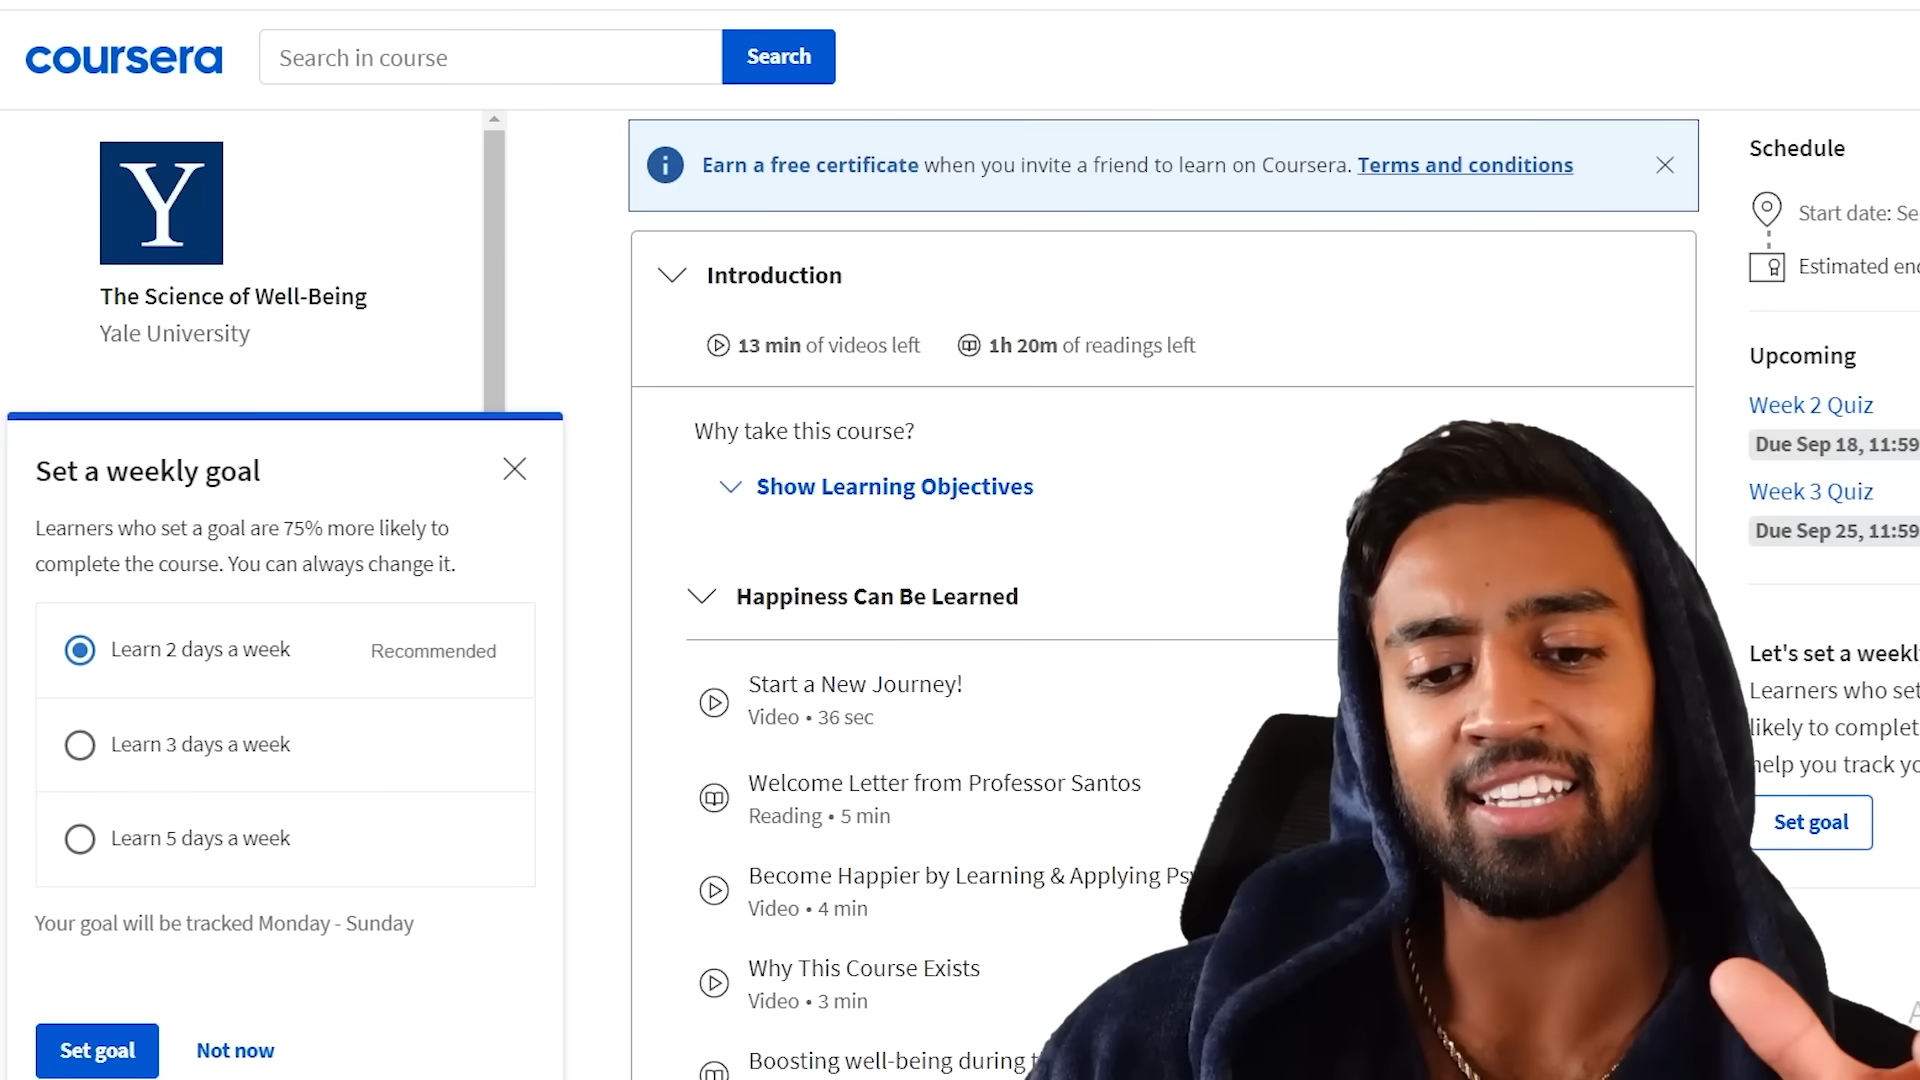 coursera
Search in course
Search
Y
The Science of Well-Being
Yale University
Set a weekly goal
Learners who set a goal are 75% more likely to
complete the course. You can always change it.
Learn 2 days a week
Recommended
Learn 3 days a week
Learn 5 days a week
Your goal will be tracked Monday - Sunday
Set goal
Not now
Earn a free certificate when you invite a friend to learn on Coursera. Terms and conditions
Introduction
13 min of videos left
1h 20m of readings left
Why take this course?
Show Learning Objectives
Happiness Can Be Learned
Start a New Journey!
Video • 36 sec
Welcome Letter from Professor Santos
Reading • 5 min
Become Happier by Learning & Applying
Video • 4 min
Why This Course Exists
Video • 3 min
Boosting well-being during
Schedule
Start date:
Estimated
Upcoming
Week 2 Quiz
Due Sep 18, 11:59
Week 3 Quiz
Due Sep 25, 11:59
Let's set a
Learners who set
likely to
help you track
Set goal